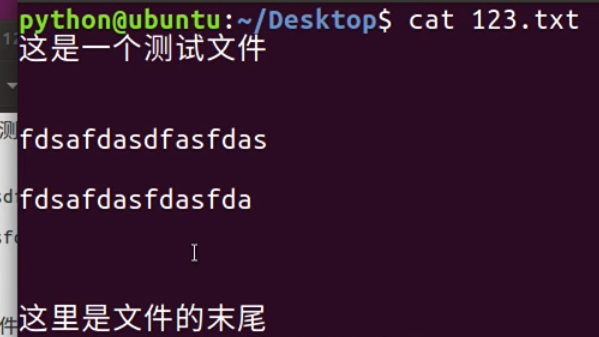 python@ubuntu:~/Desktop$ cat 123.txt
这是一个测试文件
fdsafdasdfasfdas
fdsafdasfdasfda
这里是文件的末尾